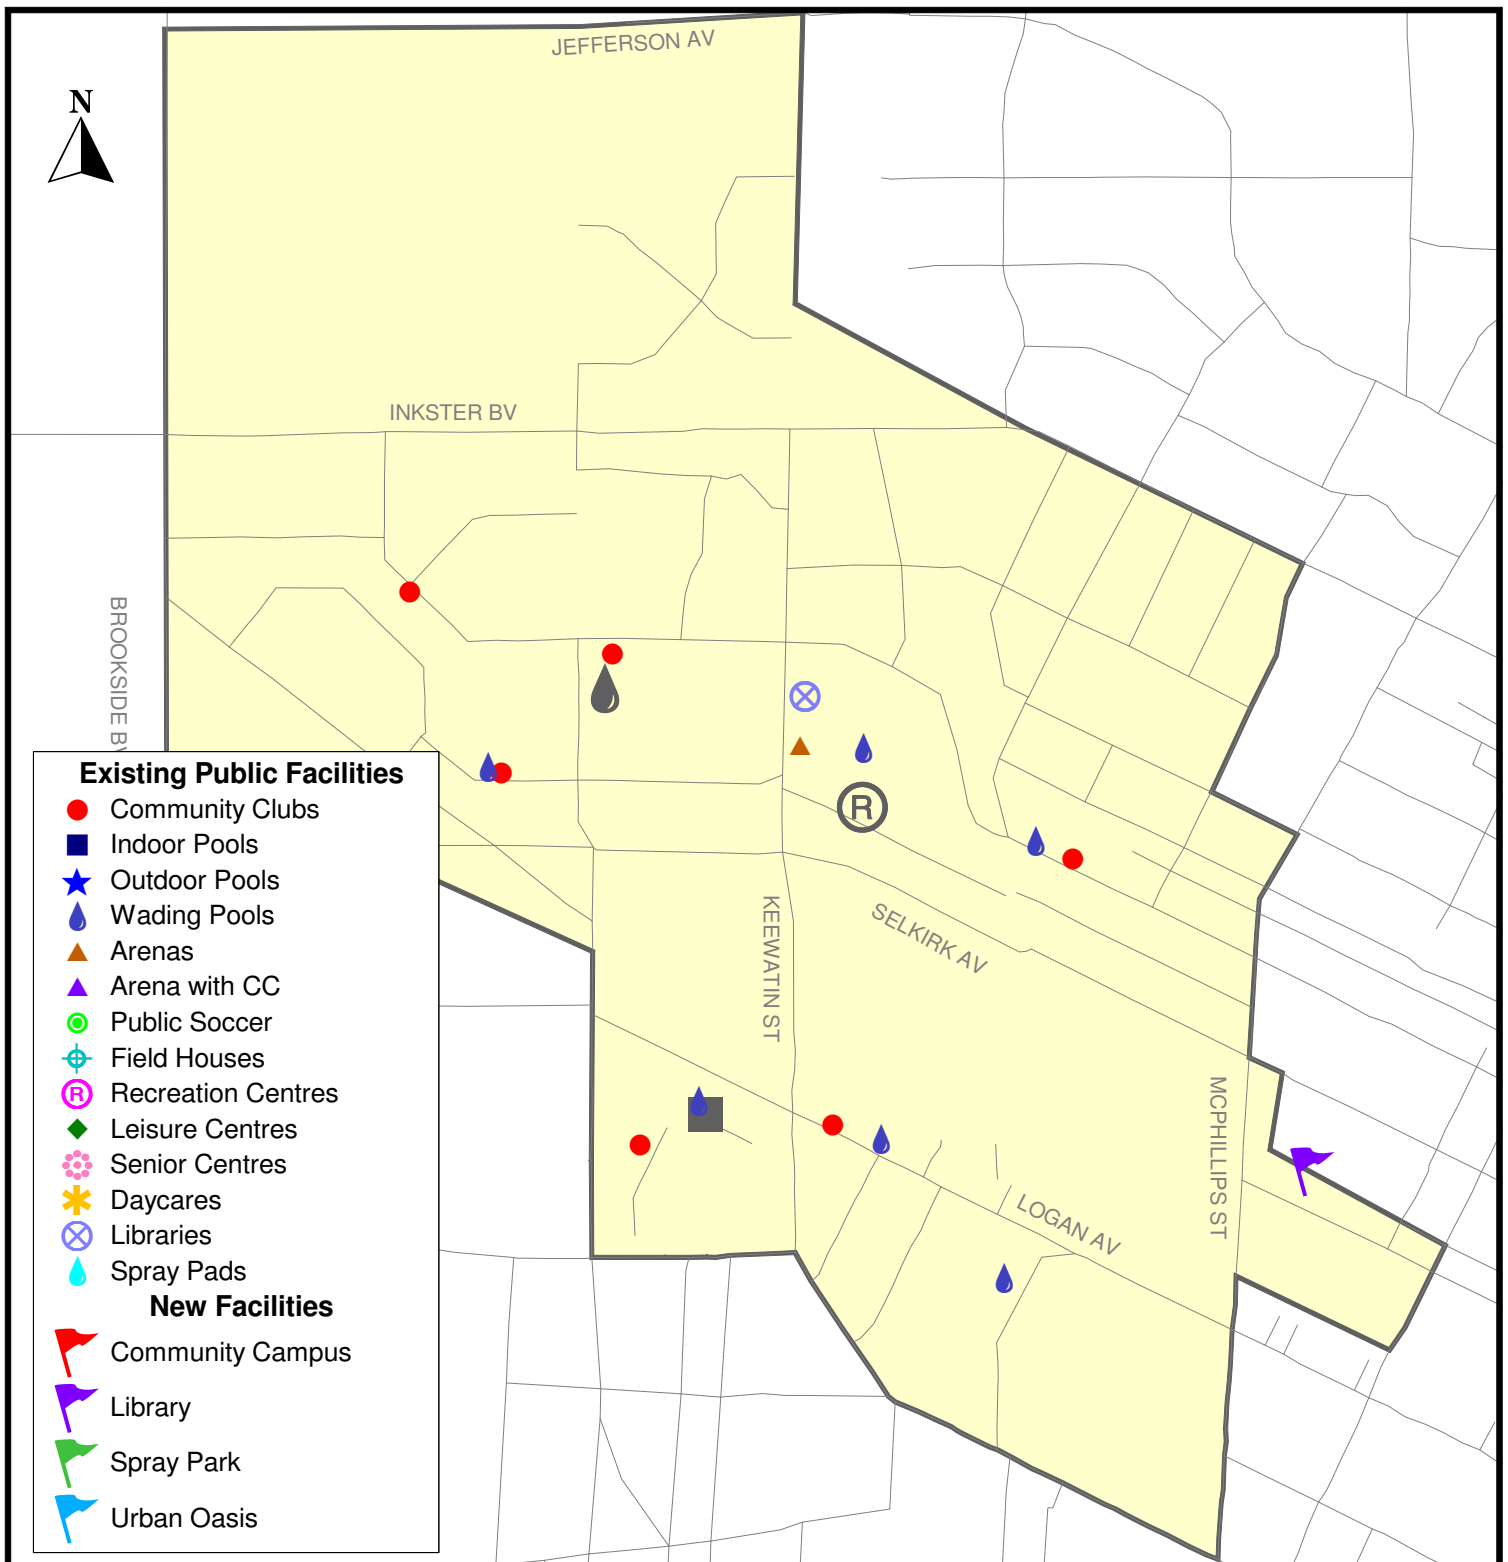 JEFFERSON AV
N
INKSTER BV
BROOKSIDE BV
KEEWATIN ST
SELKIRK AV
MCPHILLIPS ST
LOGAN AV
R
Existing Public Facilities
Community Clubs
Indoor Pools
Outdoor Pools
Wading Pools
Arenas
Arena with CC
Public Soccer
Field Houses
R Recreation Centres
Leisure Centres
Senior Centres
Daycares
Libraries
Spray Pads
New Facilities
Community Campus
Library
Spray Park
Urban Oasis